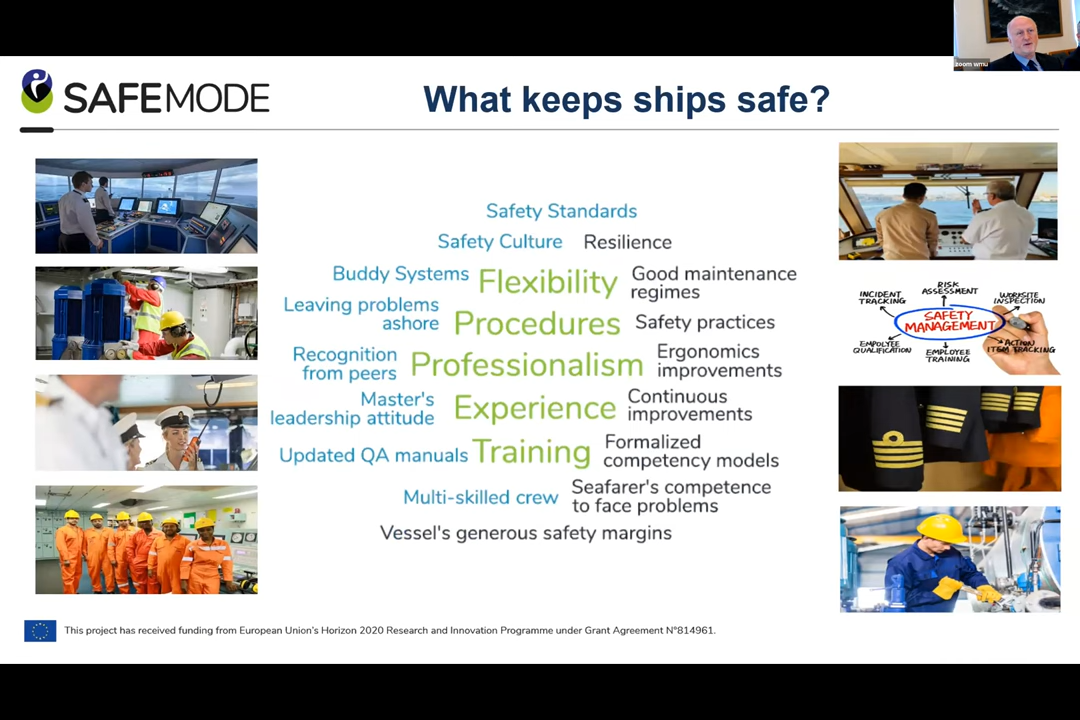 zoom wmu
SAFEMODE
What keeps ships safe?
Safety Standards
Safety Culture
Resilience
Buddy Systems
Flexibility
Good maintenance
regimes
Leaving problems
ashore
Procedures
Safety practices
Recognition
from peers
Professionalism
Ergonomics
improvements
Master's
leadership attitude
Experience
Continuous
improvements
Updated QA manuals
Training
Formalized
competency models
Multi-skilled crew
Seafarer's competence
to face problems
Vessel's generous safety margins
INCIDENT
TRACKING
RISK
ASSESSMENT
WORKSITE
INSPECTION
SAFETY
MANAGEMENT
EMPOLYEE
QUALIFICATION
EMPLOYEE
TRAINING
ACTION
ITEM TRACKING
This project has received funding from European Union's Horizon 2020 Research and Innovation Programme under Grant Agreement N°814961.